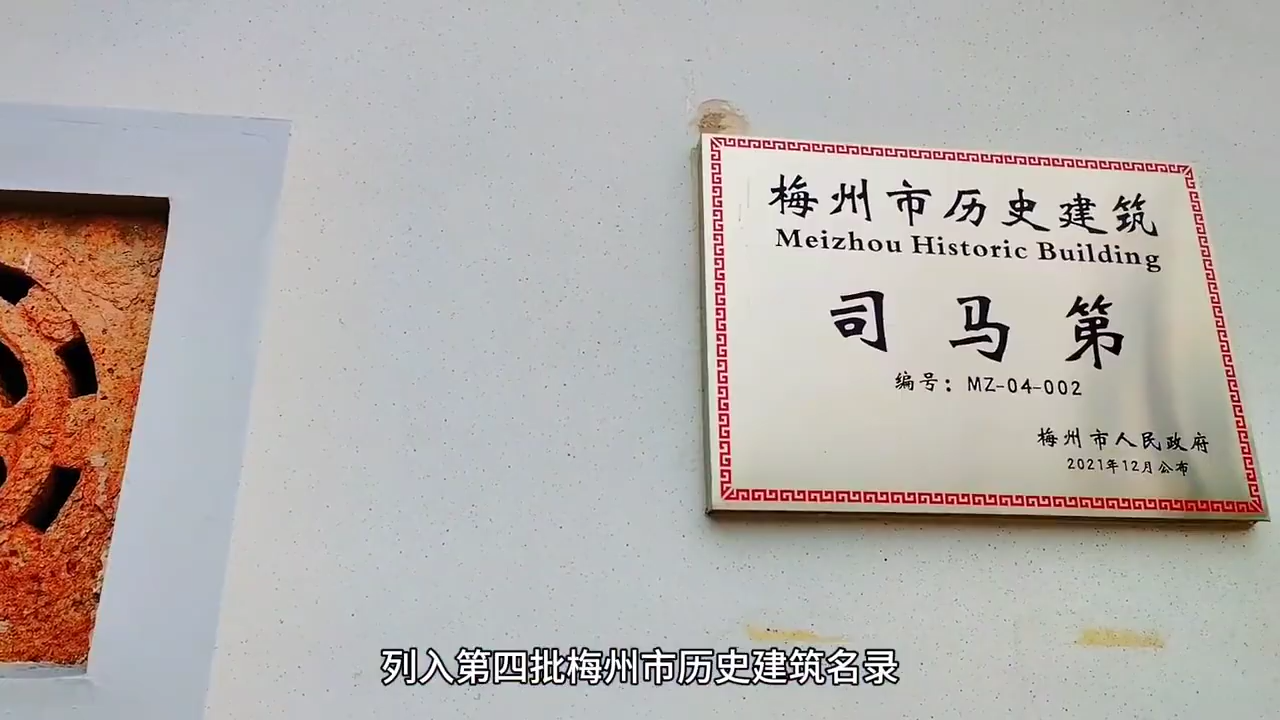 梅州市历史建筑
Meizhou Historic Building
司马第
编号：MZ-04-002
梅州市人民政府
2021年12月公布
列入第四批梅州市历史建筑名录